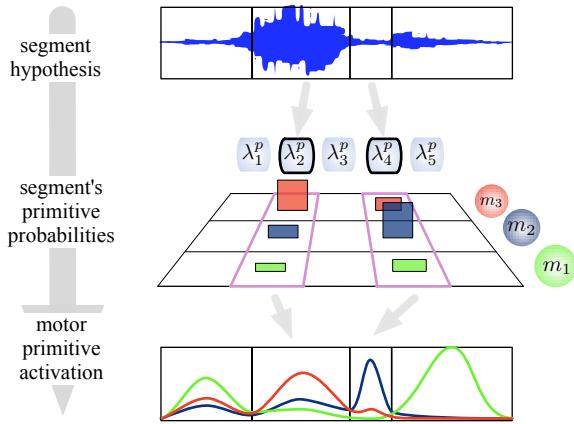 segment
hypothesis
λ₁ᵖ λ₂ᵖ λ₃ᵖ λ₄ᵖ λ₅ᵖ
segment's
primitive
probabilities
m₃
m₂
m₁
motor
primitive
activation